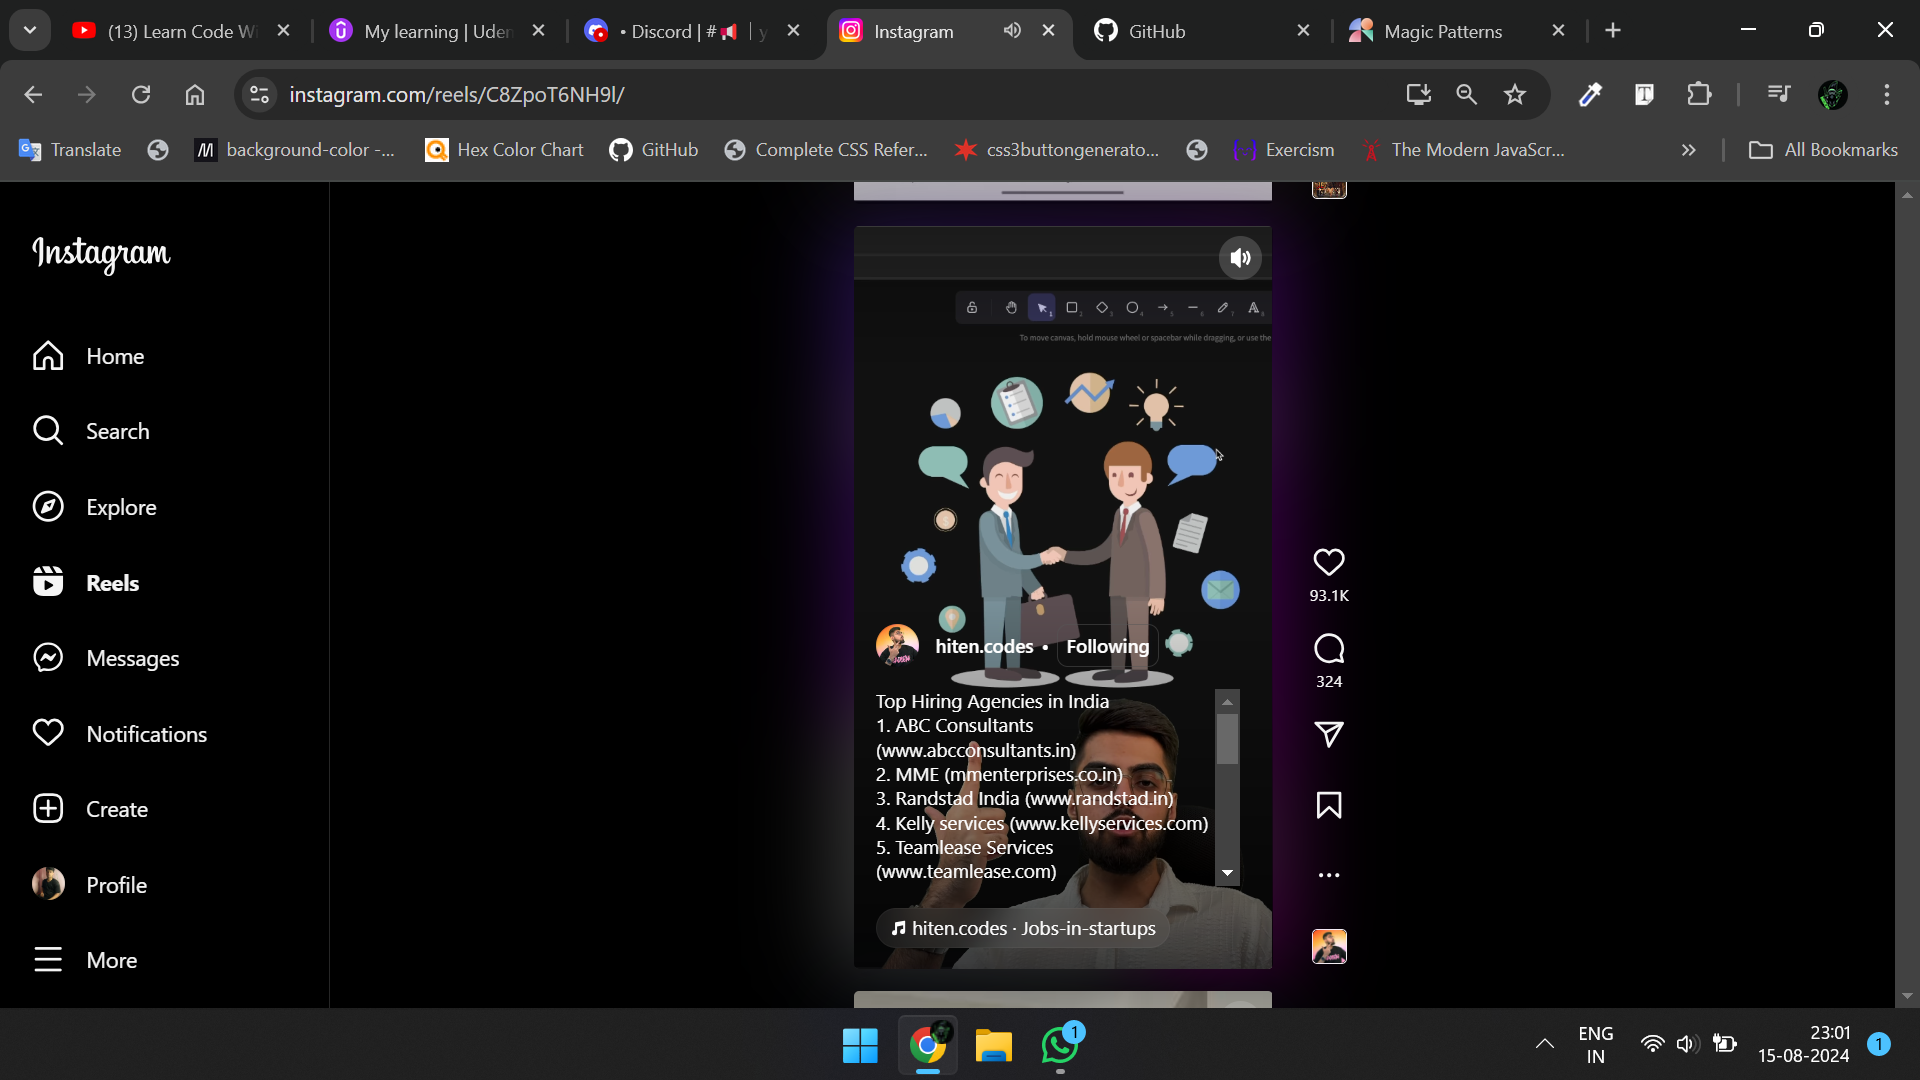 (13) Learn Code Wi
My learning | Udem
• Discord | # | y
Instagram
GitHub
Magic Patterns
instagram.com/reels/C8ZpoT6NH9l/
Translate
background-color -...
Hex Color Chart
GitHub
Complete CSS Refer...
css3buttongenerato...
Exercism
The Modern JavaScr...
All Bookmarks
Instagram
Home
Search
Explore
Reels
Messages
Notifications
Create
Profile
More
To move canvas, hold mouse wheel or spacebar while dragging, or use the
hiten.codes • Following
Top Hiring Agencies in India
1. ABC Consultants
(www.abcconsultants.in)
2. MME (mmenterprises.co.in)
3. Randstad India (www.randstad.in)
4. Kelly services (www.kellyservices.com)
5. Teamlease Services
(www.teamlease.com)
hiten.codes · Jobs-in-startups
93.1K
324
1
ENG
IN
23:01
15-08-2024
1